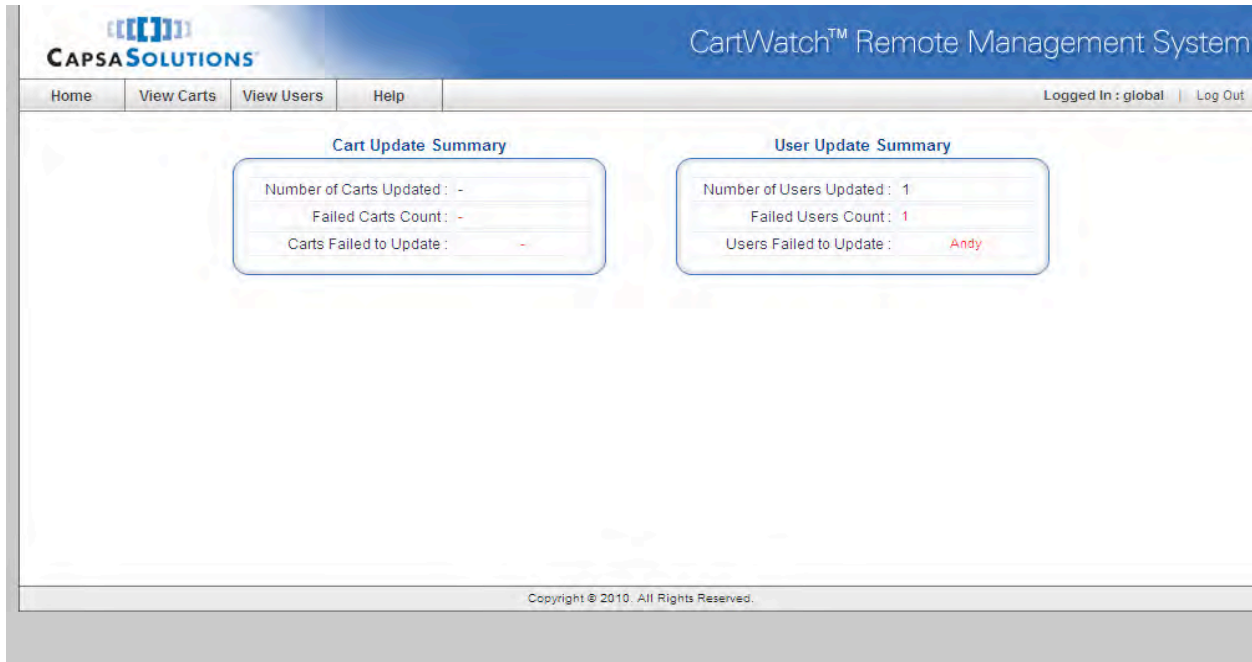 CAPSASOLUTIONS
CartWatch™ Remote Management System
Home View Carts View Users Help Logged In : global | Log Out
Cart Update Summary
Number of Carts Updated : -
Failed Carts Count : -
Carts Failed to Update : -
User Update Summary
Number of Users Updated : 1
Failed Users Count : 1
Users Failed to Update : Andy
Copyright © 2010. All Rights Reserved.